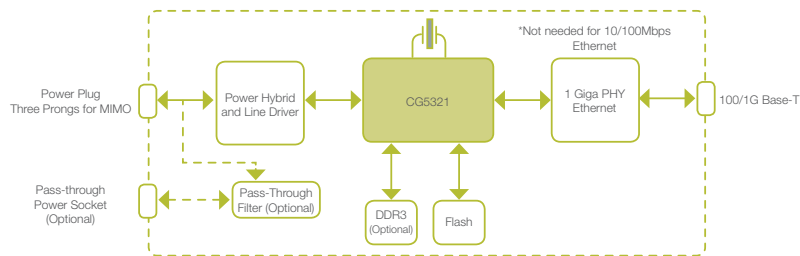 *Not needed for 10/100Mbps
Ethernet
Power Plug
Three Prongs for MIMO
Power Hybrid
and Line Driver
CG5321
1 Giga PHY
Ethernet
100/1G Base-T
Pass-through
Power Socket
(Optional)
Pass-Through
Filter (Optional)
DDR3
(Optional)
Flash